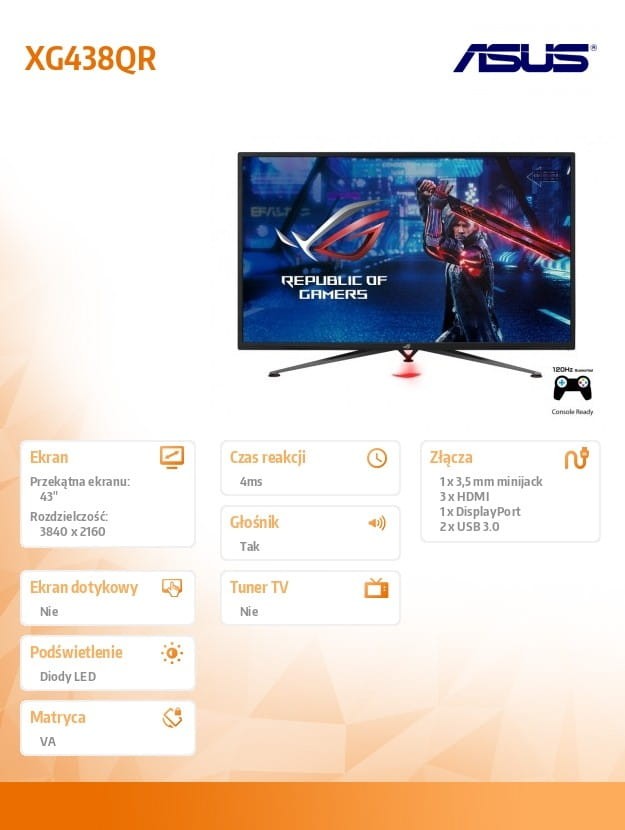 XG438QR
ASUS®
REPUBLIC OF
GAMERS
120Hz Supported
Console Ready
Ekran
Przekątna ekranu:
43"
Rozdzielczość:
3840 x 2160
Czas reakcji
4ms
Głośnik
Tak
Złącza
1 x 3,5 mm minijack
3 x HDMI
1 x DisplayPort
2 x USB 3.0
Ekran dotykowy
Nie
Tuner TV
Nie
Podświetlenie
Diody LED
Matryca
VA